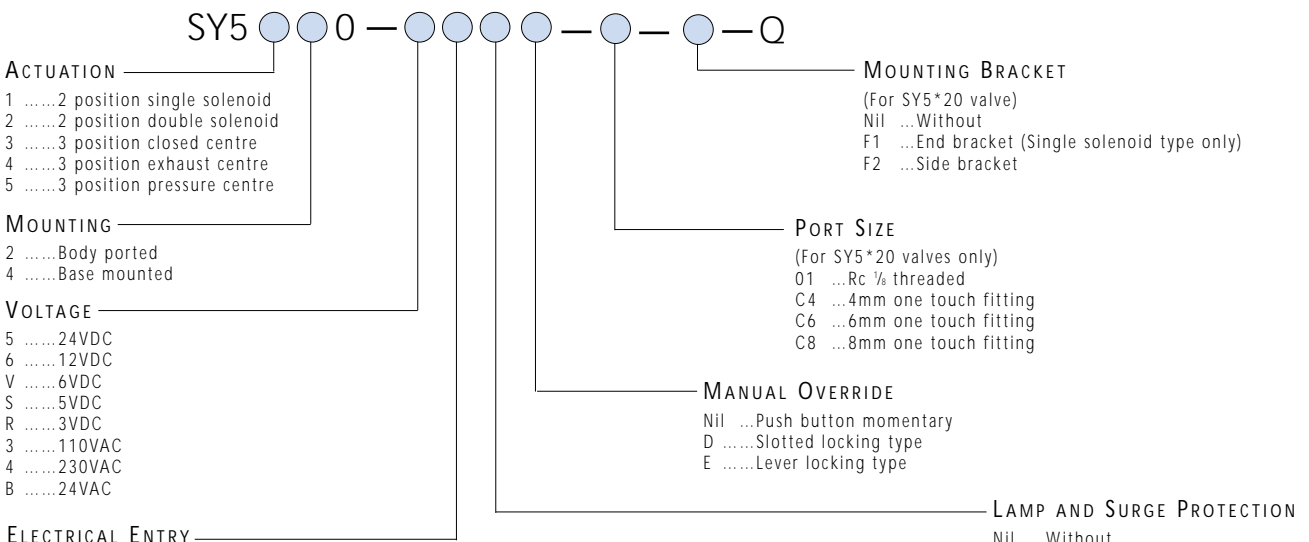 SY5 0 — — — — Q
ACTUATION
1 ......2 position single solenoid
2 ......2 position double solenoid
3 ......3 position closed centre
4 ......3 position exhaust centre
5 ......3 position pressure centre
MOUNTING
2 ......Body ported
4 ......Base mounted
VOLTAGE
5 ......24VDC
6 ......12VDC
V ......6VDC
S ......5VDC
R ......3VDC
3 ......110VAC
4 ......230VAC
B ......24VAC
ELECTRICAL ENTRY
MOUNTING BRACKET
(For SY5*20 valve)
Nil ...Without
F1 ...End bracket (Single solenoid type only)
F2 ...Side bracket
PORT SIZE
(For SY5*20 valves only)
01 ...Rc 1/8 threaded
C4 ...4mm one touch fitting
C6 ...6mm one touch fitting
C8 ...8mm one touch fitting
MANUAL OVERRIDE
Nil ...Push button momentary
D ......Slotted locking type
E ......Lever locking type
LAMP AND SURGE PROTECTION
Nil ...Without